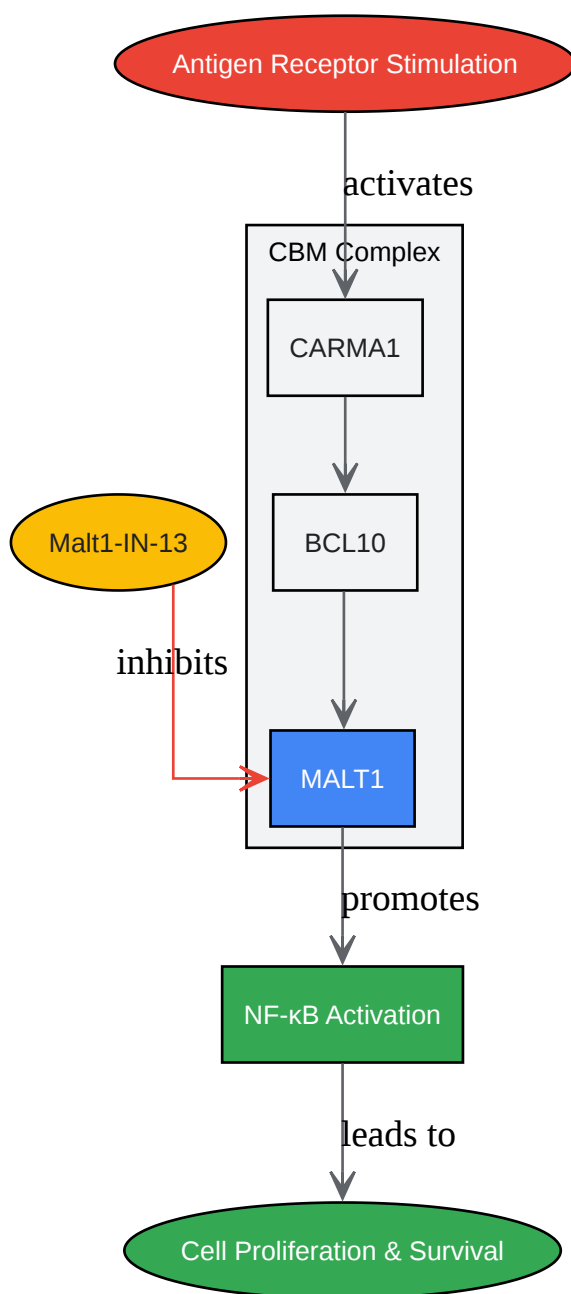 Antigen Receptor Stimulation
activates
CBM Complex
CARMA1
BCL10
Malt1-IN-13
inhibits
MALT1
promotes
NF-κB Activation
leads to
Cell Proliferation & Survival